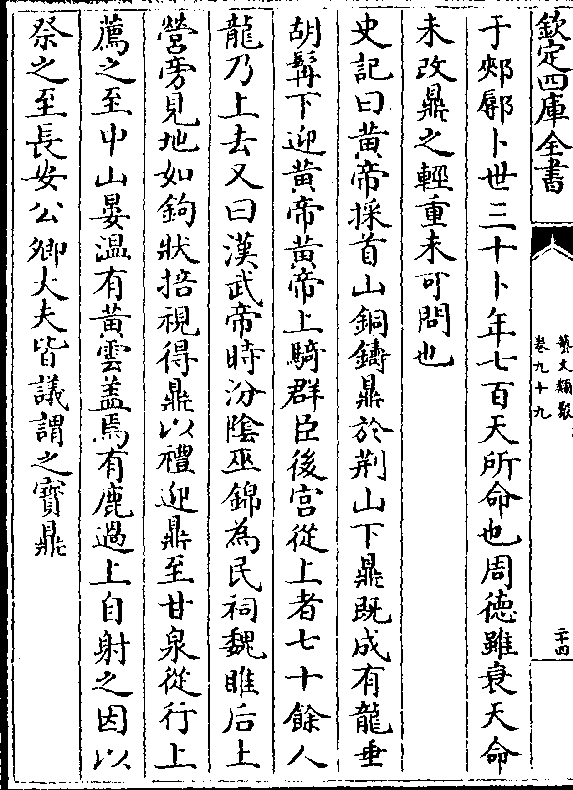 欽定四庫全書
藝文類聚
卷九十九
二十四
于郟鄏卜世三十卜年七百天所命也周徳雖衰天命
未改鼎之輕重未可問也
史記曰黄帝採首山銅鑄鼎於荆山下鼎既成有龍垂
胡髯下迎黄帝黄帝上騎群臣後宫從上者七十餘人
龍乃上去又曰漢武帝時汾隂巫錦為民祠魏脽后土
營旁見地如鉤狀掊視得鼎以禮迎鼎至甘泉從行上
薦之至中山晏温有黄雲盖焉有鹿過上自射之因以
祭之至長安公卿大夫皆議謂之寶鼎